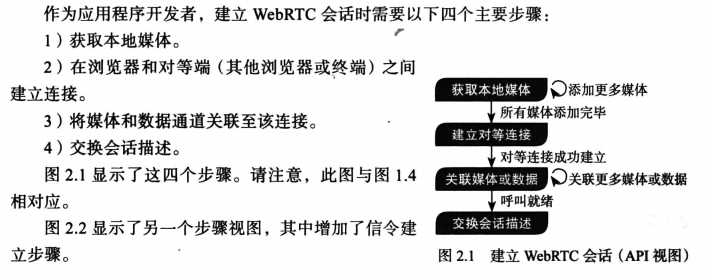 作为应用程序开发者，建立 WebRTC 会话时需要以下四个主要步骤：
1）获取本地媒体。
2）在浏览器和对等端（其他浏览器或终端）之间
建立连接。
3）将媒体和数据通道关联至该连接。
4）交换会话描述。
图 2.1 显示了这四个步骤。请注意，此图与图 1.4
相对应。
图 2.2 显示了另一个步骤视图，其中增加了信令建
立步骤。
获取本地媒体 添加更多媒体
所有媒体添加完毕
建立对等连接
对等连接成功建立
关联媒体或数据 关联更多媒体或数据
呼叫就绪
交换会话描述
图 2.1 建立 WebRTC 会话（API 视图）